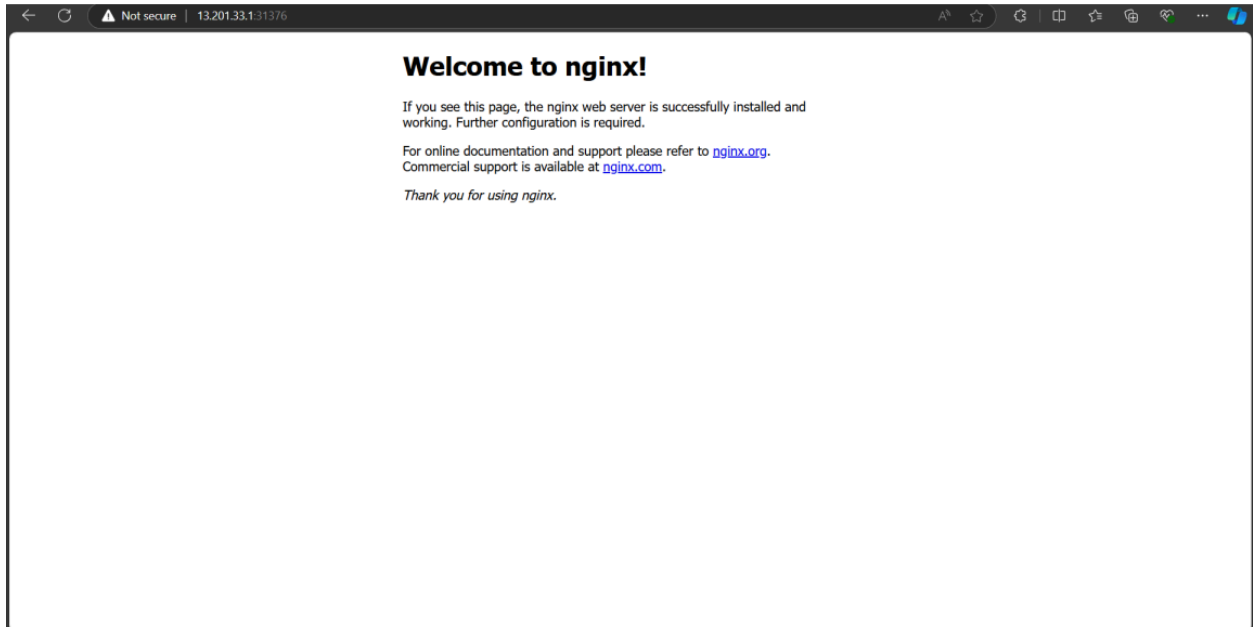 Not secure | 13.201.33.1:31376
Welcome to nginx!
If you see this page, the nginx web server is successfully installed and
working. Further configuration is required.
For online documentation and support please refer to nginx.org.
Commercial support is available at nginx.com.
Thank you for using nginx.